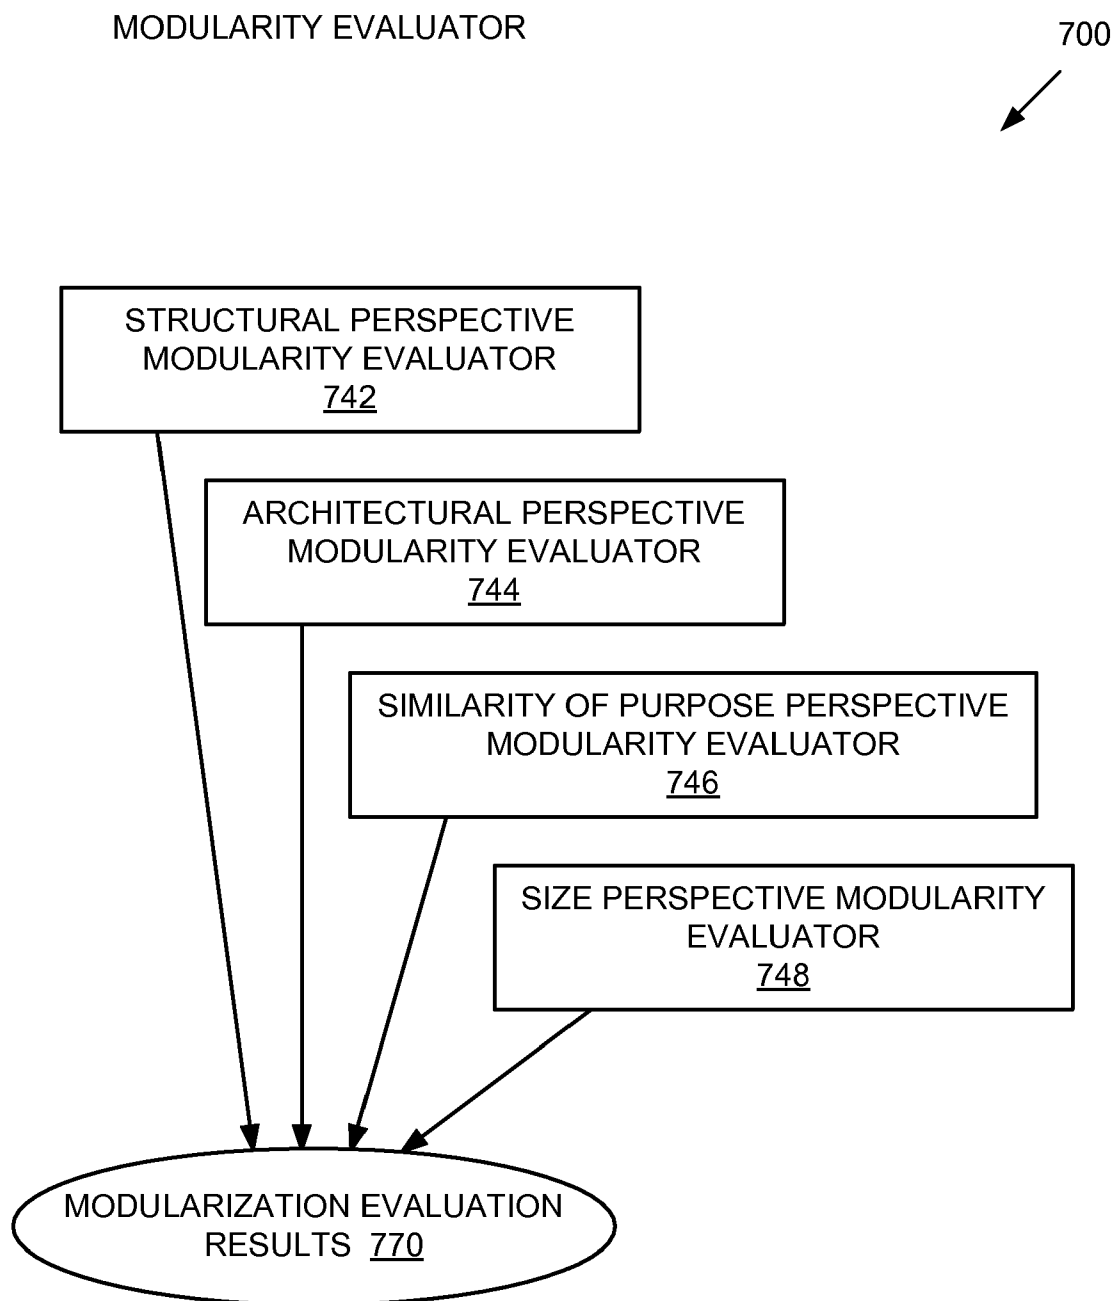 MODULARITY EVALUATOR
700
STRUCTURAL PERSPECTIVE
MODULARITY EVALUATOR
742
ARCHITECTURAL PERSPECTIVE
MODULARITY EVALUATOR
744
SIMILARITY OF PURPOSE PERSPECTIVE
MODULARITY EVALUATOR
746
SIZE PERSPECTIVE MODULARITY
EVALUATOR
748
MODULARIZATION EVALUATION
RESULTS 770